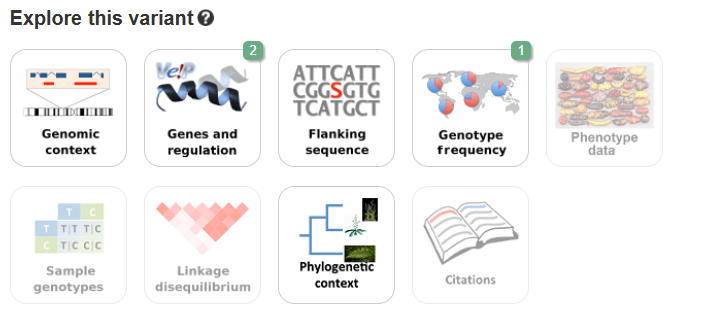 Explore this variant ?
2
1
Ve!P
ATTCATT
CGGSGTG
TCATGCT
Genomic
context
Genes and
regulation
Flanking
sequence
Genotype
frequency
Phenotype
data
T C
T T T T C
C T C C C
Sample
genotypes
Linkage
disequilibrium
Phylogenetic
context
Citations